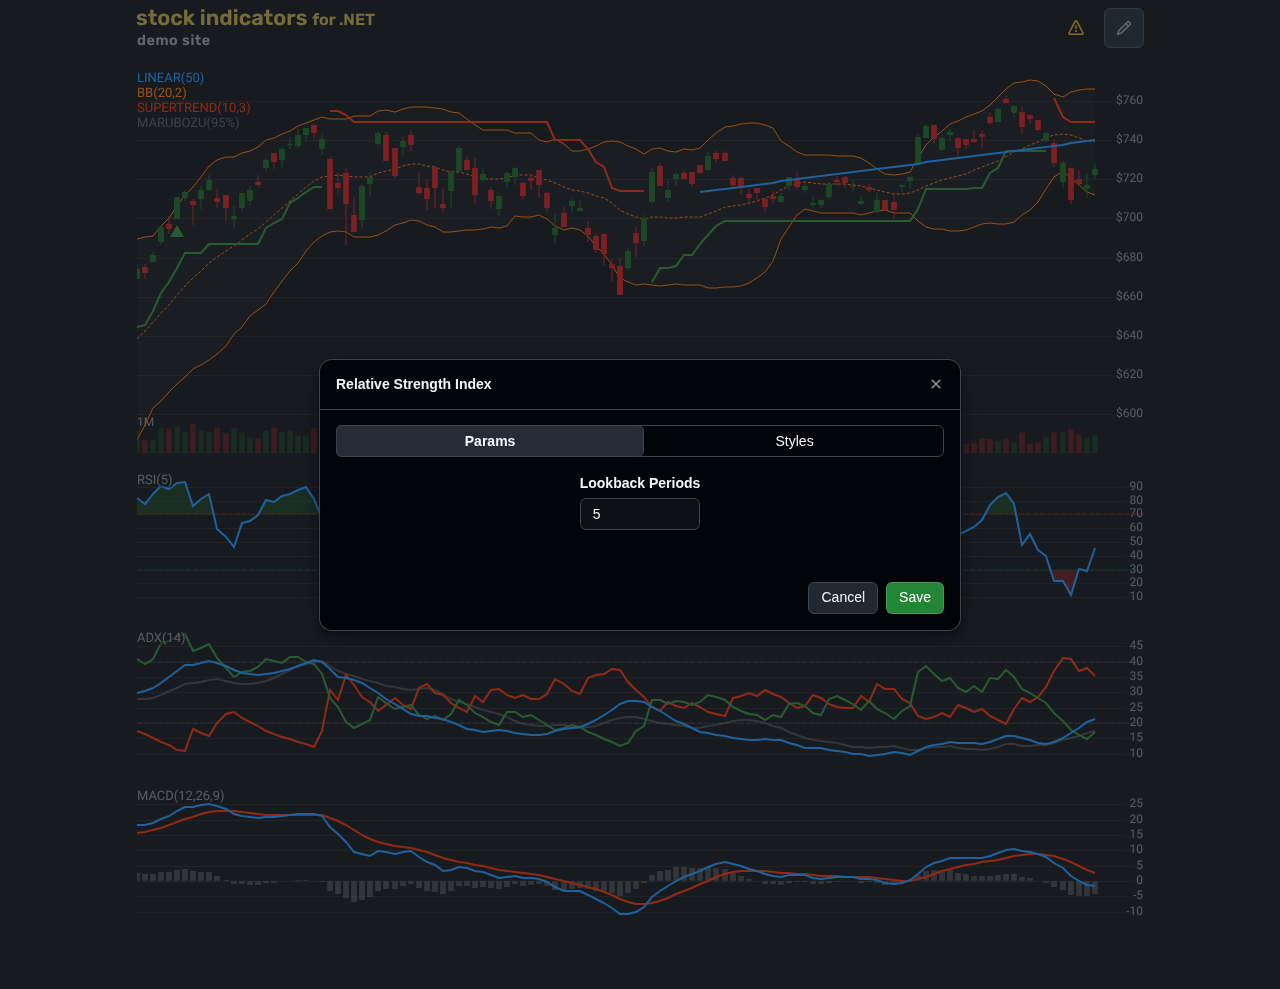 stock indicators for .NET
demo site
LINEAR(50)
BB(20,2)
SUPERTREND(10,3)
MARUBOZU(95%)
$760
$740
$720
$700
$680
$660
$640
$620
$600
1M
Relative Strength Index
Params
Styles
Lookback Periods
5
Cancel
Save
RSI(5)
90
80
70
60
50
40
30
20
10
ADX(14)
45
40
35
30
25
20
15
10
MACD(12,26,9)
25
20
15
10
5
0
-5
-10